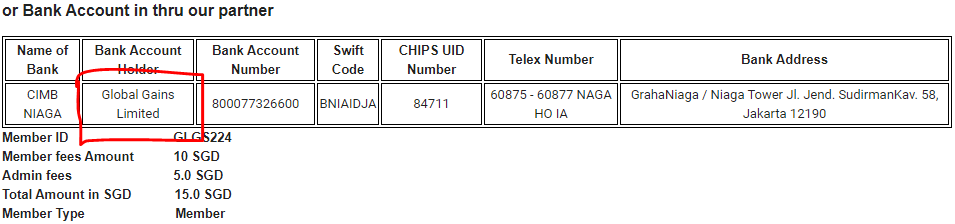 or Bank Account in thru our partner
Name of Bank Bank Account Holder Bank Account Number Swift Code CHIPS UID Number Telex Number Bank Address
CIMB NIAGA Global Gains Limited 800077326600 BNIAIDJA 84711 60875 - 60877 NAGA HO IA GrahaNiaga / Niaga Tower Jl. Jend. SudirmanKav. 58, Jakarta 12190
Member ID GLGS224
Member fees Amount 10 SGD
Admin fees 5.0 SGD
Total Amount in SGD 15.0 SGD
Member Type Member